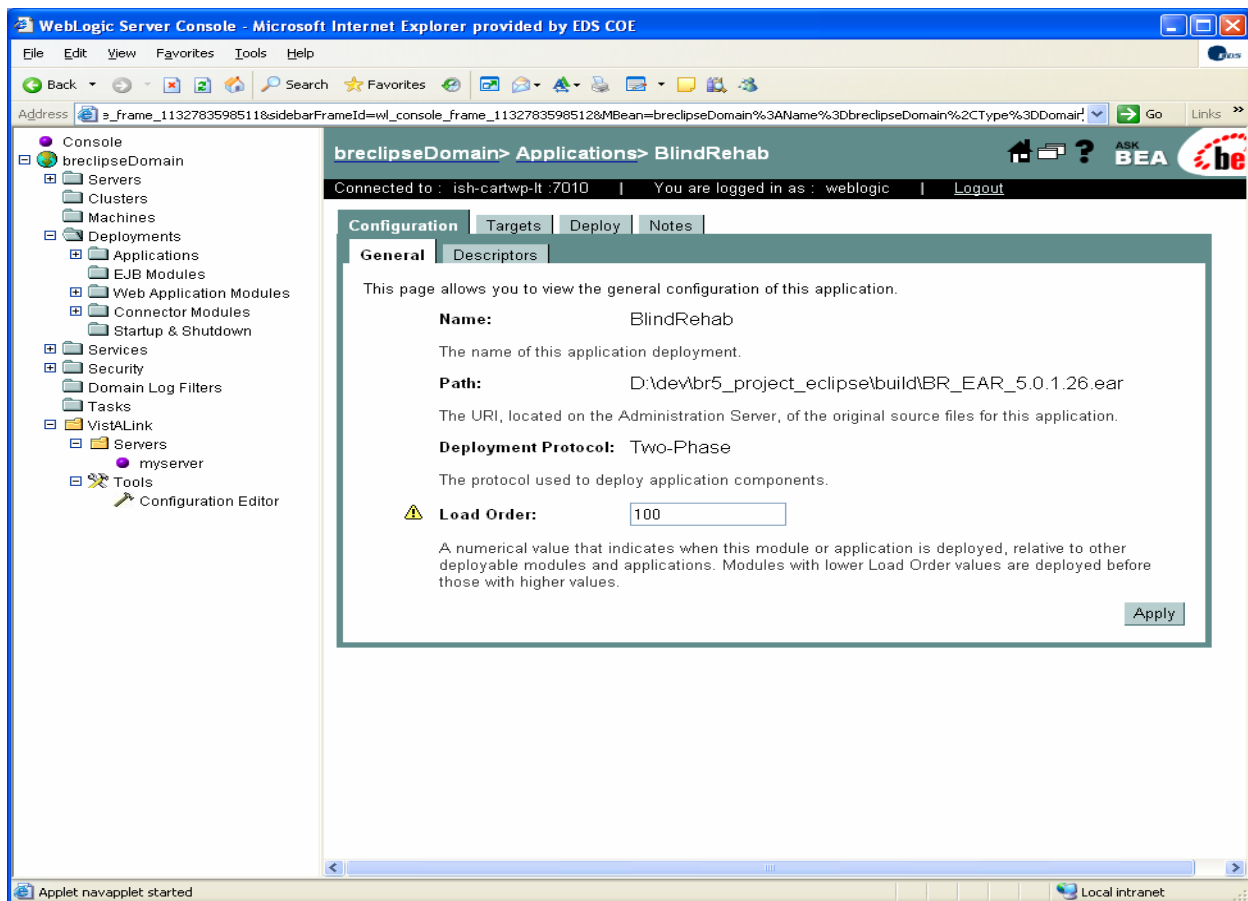 WebLogic Server Console - Microsoft Internet Explorer provided by EDS COE
File Edit View Favorites Tools Help
Back Search Favorites
Address e_frame_1132783598511&sidebarFrameId=wl_console_frame_1132783598512&MBean=breclipseDomain%3AName%3DbreclipseDomain%2CType%3DDomain Go Links »
Console
breclipseDomain
Servers
Clusters
Machines
Deployments
Applications
EJB Modules
Web Application Modules
Connector Modules
Startup & Shutdown
Services
Security
Domain Log Filters
Tasks
VistALink
Servers
myserver
Tools
Configuration Editor
breclipseDomain> Applications> BlindRehab
? ASK BEA be
Connected to : ish-cartwp-lt :7010 | You are logged in as : weblogic | Logout
Configuration Targets Deploy Notes
General Descriptors
This page allows you to view the general configuration of this application.
Name: BlindRehab
The name of this application deployment.
Path: D:\dev\br5_project_eclipse\build\BR_EAR_5.0.1.26.ear
The URI, located on the Administration Server, of the original source files for this application.
Deployment Protocol: Two-Phase
The protocol used to deploy application components.
Load Order: 100
A numerical value that indicates when this module or application is deployed, relative to other
deployable modules and applications. Modules with lower Load Order values are deployed before
those with higher values.
Apply
Applet navapplet started
Local intranet